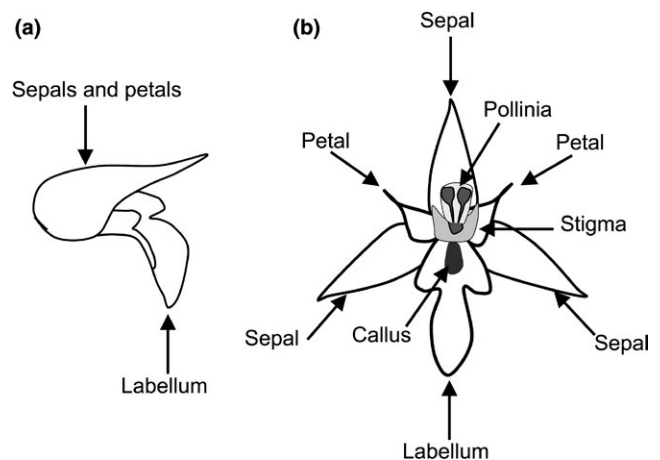 (a)
Sepals and petals
Labellum
(b)
Sepal
Pollinia
Petal
Petal
Stigma
Sepal
Callus
Sepal
Labellum